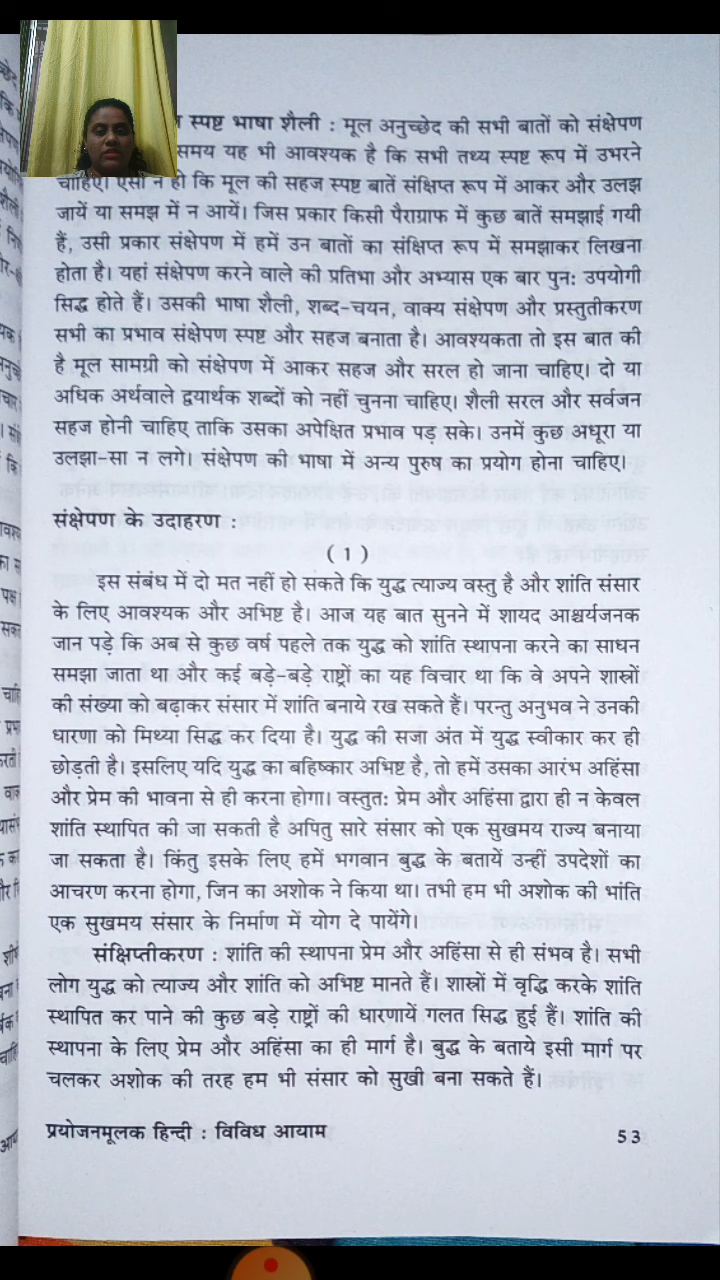 स्पष्ट भाषा शैली : मूल अनुच्छेद की सभी बातों को संक्षेपण
समय यह भी आवश्यक है कि सभी तथ्य स्पष्ट रूप में उभरने
चाहिए। ऐसा न हो कि मूल की सहज स्पष्ट बातें संक्षिप्त रूप में आकर और उलझ
जायें या समझ में न आयें। जिस प्रकार किसी पैराग्राफ में कुछ बातें समझाई गयी
हैं, उसी प्रकार संक्षेपण में हमें उन बातों का संक्षिप्त रूप में समझाकर लिखना
होता है। यहां संक्षेपण करने वाले की प्रतिभा और अभ्यास एक बार पुन: उपयोगी
सिद्ध होते हैं। उसकी भाषा शैली, शब्द-चयन, वाक्य संक्षेपण और प्रस्तुतीकरण
सभी का प्रभाव संक्षेपण स्पष्ट और सहज बनाता है। आवश्यकता तो इस बात की
है मूल सामग्री को संक्षेपण में आकर सहज और सरल हो जाना चाहिए। दो या
अधिक अर्थवाले द्वयार्थक शब्दों को नहीं चुनना चाहिए। शैली सरल और सर्वजन
सहज होनी चाहिए ताकि उसका अपेक्षित प्रभाव पड़ सके। उनमें कुछ अधूरा या
उलझा-सा न लगे। संक्षेपण की भाषा में अन्य पुरुष का प्रयोग होना चाहिए।
संक्षेपण के उदाहरण :
( 1 )
इस संबंध में दो मत नहीं हो सकते कि युद्ध त्याज्य वस्तु है और शांति संसार
के लिए आवश्यक और अभिष्ट है। आज यह बात सुनने में शायद आश्चर्यजनक
जान पड़े कि अब से कुछ वर्ष पहले तक युद्ध को शांति स्थापना करने का साधन
समझा जाता था और कई बड़े-बड़े राष्ट्रों का यह विचार था कि वे अपने शास्त्रों
की संख्या को बढ़ाकर संसार में शांति बनाये रख सकते हैं। परन्तु अनुभव ने उनकी
धारणा को मिथ्या सिद्ध कर दिया है। युद्ध की सजा अंत में युद्ध स्वीकार कर ही
छोड़ती है। इसलिए यदि युद्ध का बहिष्कार अभिष्ट है, तो हमें उसका आरंभ अहिंसा
और प्रेम की भावना से ही करना होगा। वस्तुत: प्रेम और अहिंसा द्वारा ही न केवल
शांति स्थापित की जा सकती है अपितु सारे संसार को एक सुखमय राज्य बनाया
जा सकता है। किंतु इसके लिए हमें भगवान बुद्ध के बतायें उन्हीं उपदेशों का
आचरण करना होगा, जिन का अशोक ने किया था। तभी हम भी अशोक की भांति
एक सुखमय संसार के निर्माण में योग दे पायेंगे।
संक्षिप्तीकरण : शांति की स्थापना प्रेम और अहिंसा से ही संभव है। सभी
लोग युद्ध को त्याज्य और शांति को अभिष्ट मानते हैं। शास्त्रों में वृद्धि करके शांति
स्थापित कर पाने की कुछ बड़े राष्ट्रों की धारणायें गलत सिद्ध हुई हैं। शांति की
स्थापना के लिए प्रेम और अहिंसा का ही मार्ग है। बुद्ध के बताये इसी मार्ग पर
चलकर अशोक की तरह हम भी संसार को सुखी बना सकते हैं।
प्रयोजनमूलक हिन्दी : विविध आयाम
53